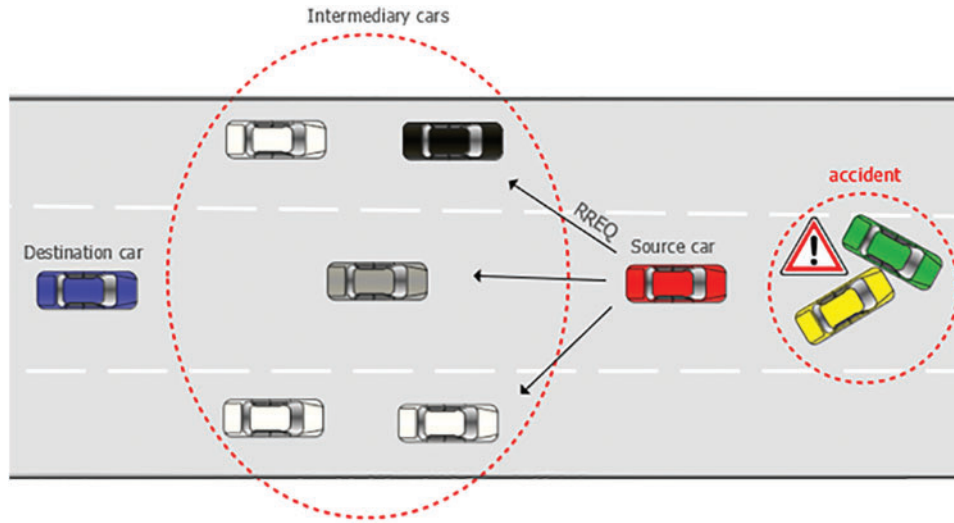 Intermediary cars
accident
RREQ
Destination car
Source car